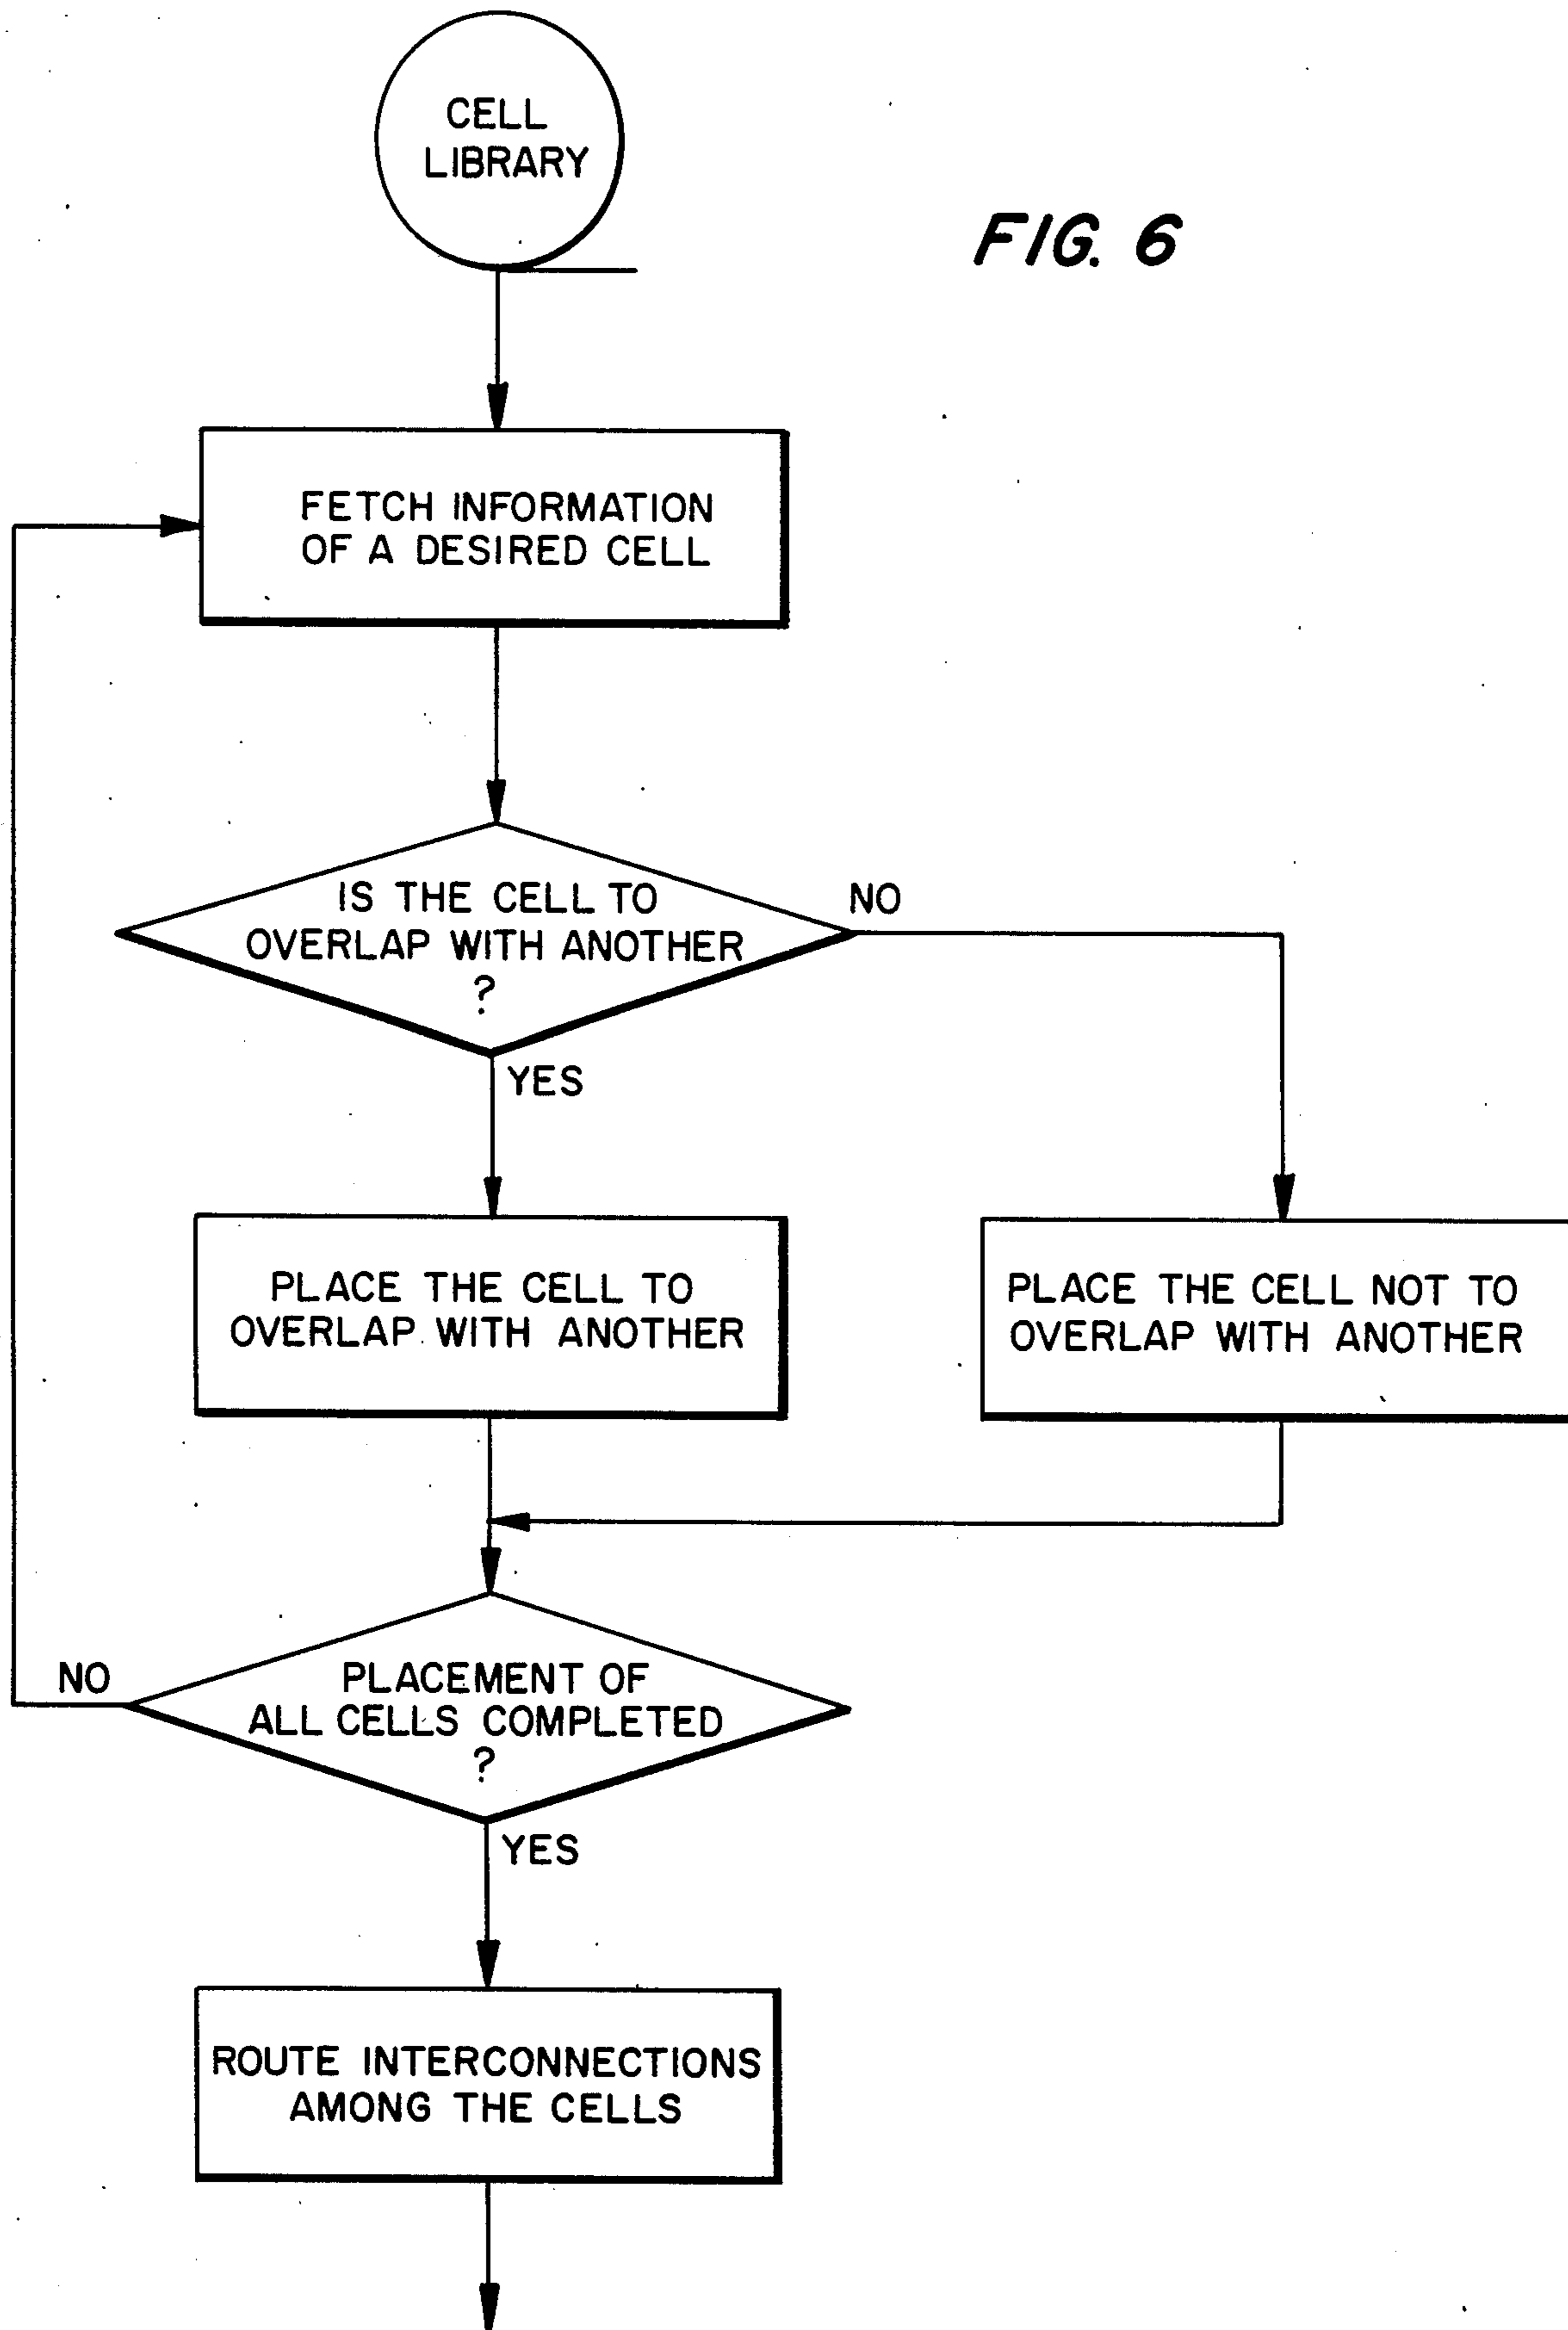 CELL
LIBRARY
FIG. 6
FETCH INFORMATION
OF A DESIRED CELL
IS THE CELL TO
OVERLAP WITH ANOTHER
?
NO
YES
PLACE THE CELL TO
OVERLAP WITH ANOTHER
PLACE THE CELL NOT TO
OVERLAP WITH ANOTHER
NO
PLACEMENT OF
ALL CELLS COMPLETED
?
YES
ROUTE INTERCONNECTIONS
AMONG THE CELLS